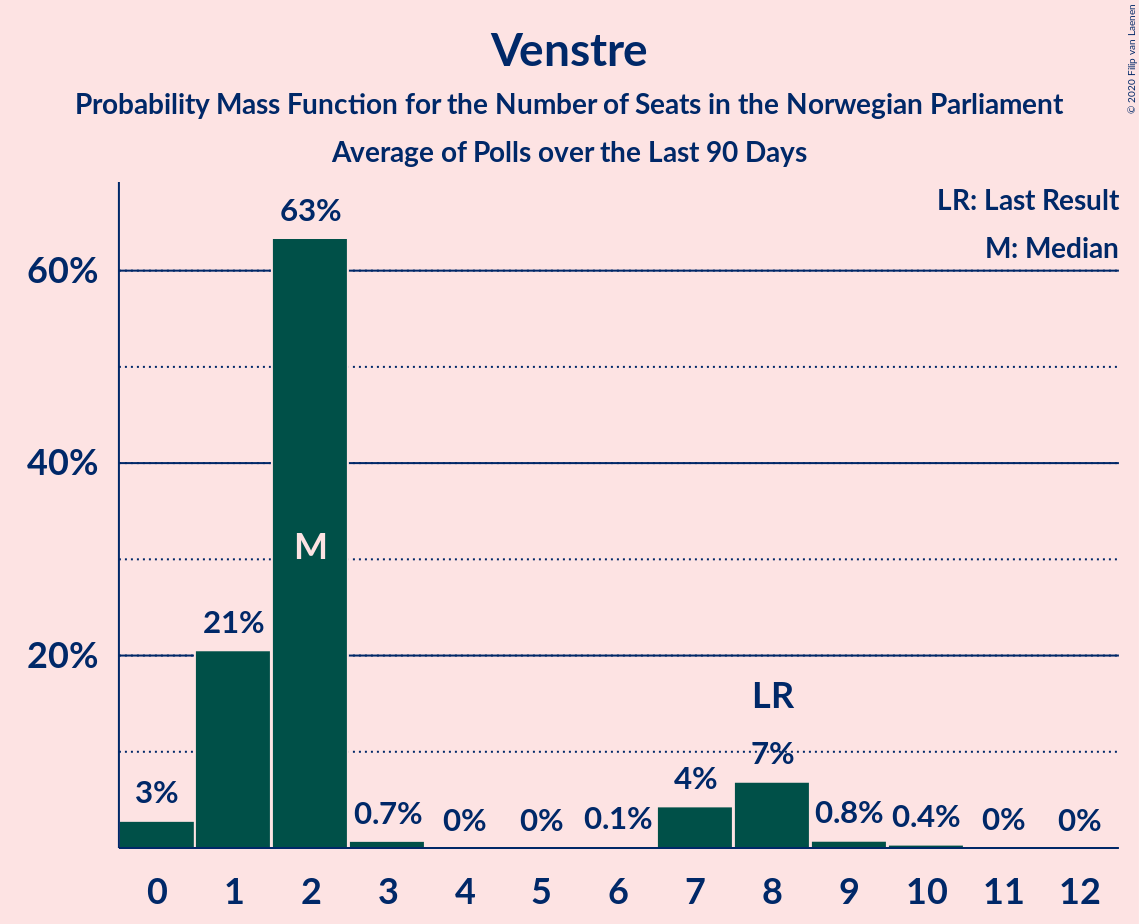 Venstre
Probability Mass Function for the Number of Seats in the Norwegian Parliament
Average of Polls over the Last 90 Days
© 2020 Filip van Laenen
LR: Last Result
M: Median
60%
40%
20%
3%
21%
63%
M
0.7%
0%
0%
0.1%
4%
LR
7%
0.8%
0.4%
0%
0%
0 1 2 3 4 5 6 7 8 9 10 11 12